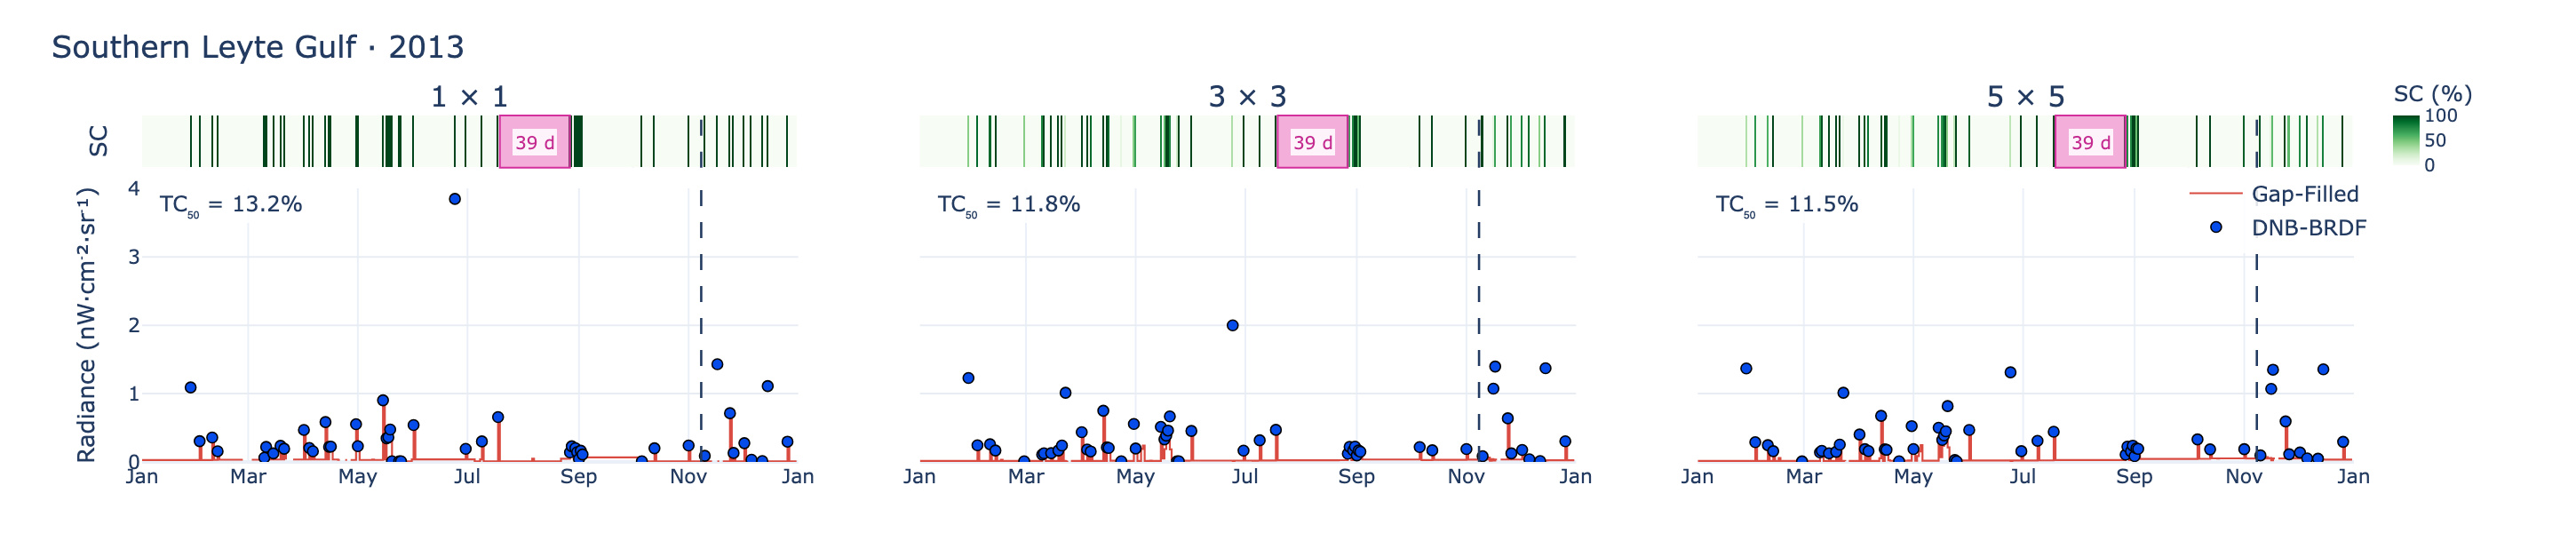 Southern Leyte Gulf · 2013
1 × 1
3 × 3
5 × 5
SC (%)
100
50
0
SC
39 d
39 d
39 d
Radiance (nW·cm⁻²·sr⁻¹)
4
3
2
1
0
TC₅₀ = 13.2%
TC₅₀ = 11.8%
TC₅₀ = 11.5%
Gap-Filled
DNB-BRDF
Jan Mar May Jul Sep Nov Jan
Jan Mar May Jul Sep Nov Jan
Jan Mar May Jul Sep Nov Jan